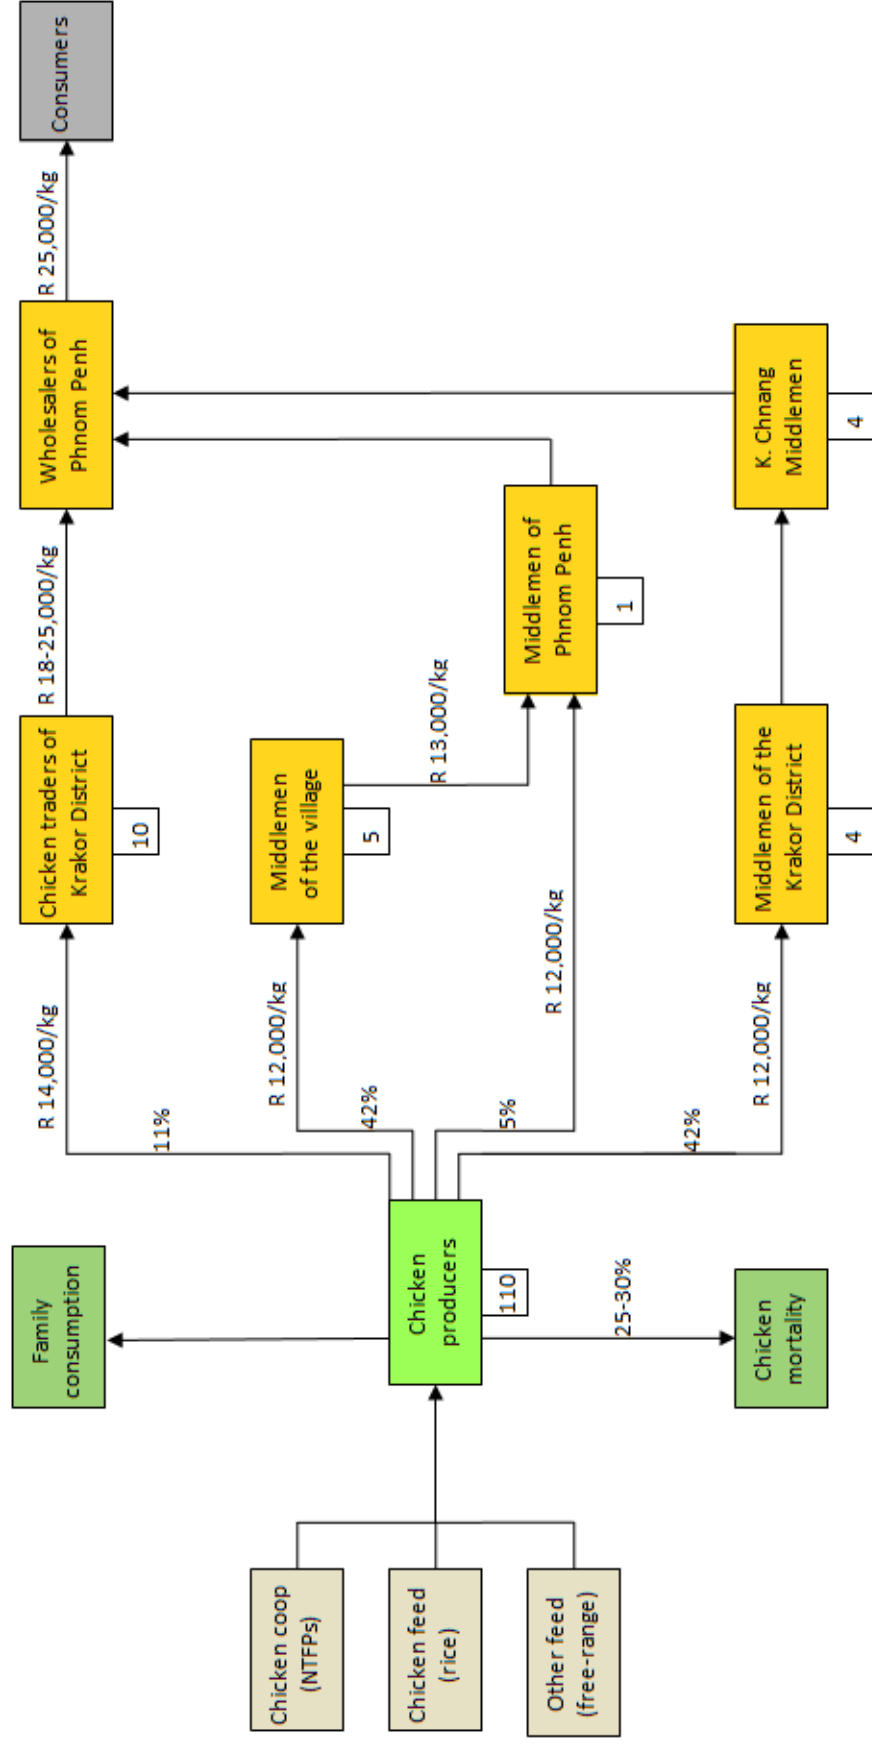 Chicken coop
(NTFPs)
Chicken feed
(rice)
Other feed
(free-range)
Family
consumption
Chicken
producers
110
25-30%
Chicken
mortality
11%
R 14,000/kg
42%
R 12,000/kg
5%
R 12,000/kg
42%
R 12,000/kg
Chicken traders of
Krakor District
10
Middlemen
of the village
5
Middlemen of the
Krakor District
4
R 18-25,000/kg
R 13,000/kg
Middlemen of
Phnom Penh
1
Wholesalers of
Phnom Penh
K. Chnang
Middlemen
4
R 25,000/kg
Consumers